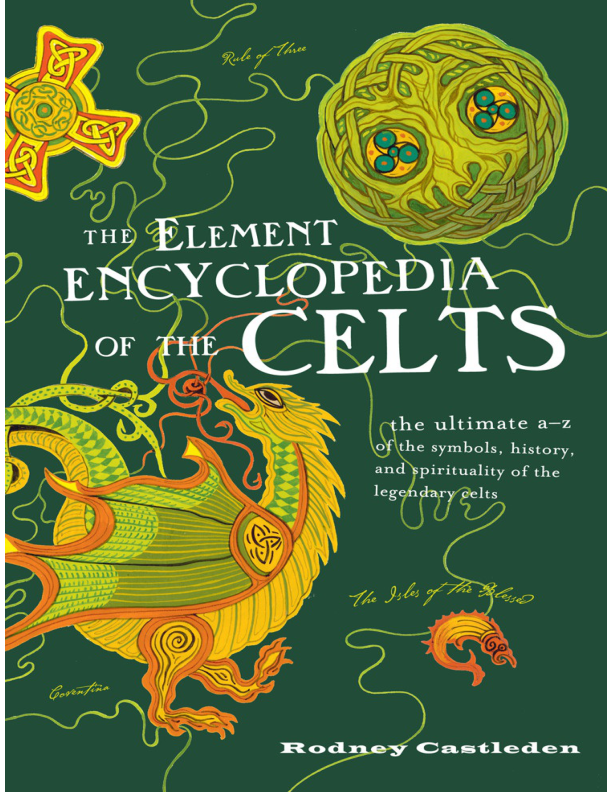 Rule of Three
THE ELEMENT
ENCYCLOPEDIA
OF THE CELTS
the ultimate a–z
of the symbols, history,
and spirituality of the
legendary celts
The Isles of The Blessed
Coventina
Rodney Castleden